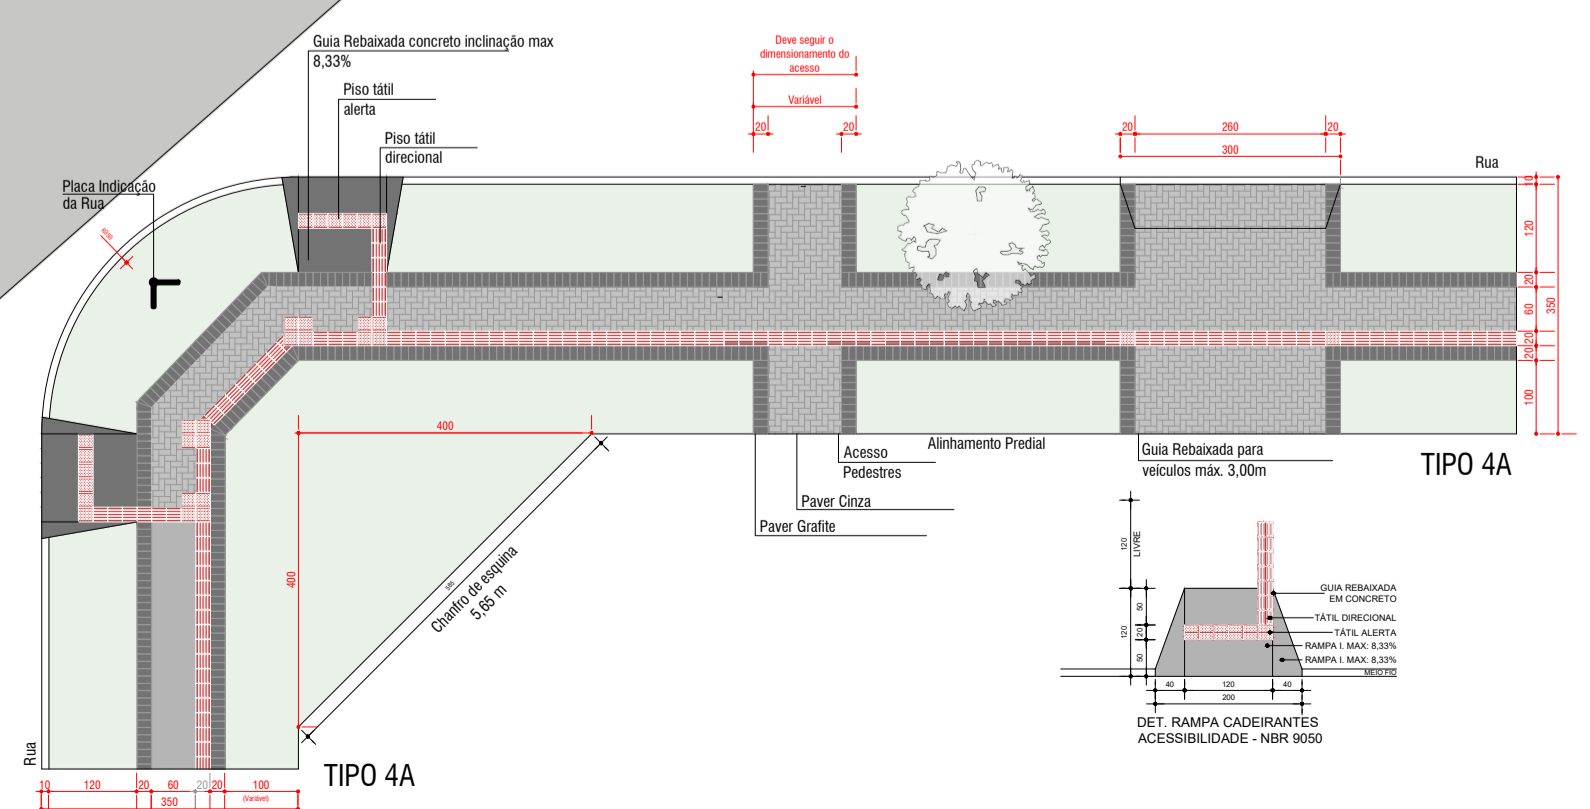 Guia Rebaixada concreto inclinação max
8,33%
Piso tátil
alerta
Piso tátil
direcional
Placa Indicação
da Rua
Deve seguir o
dimensionamento do
acesso
Variável
20
20
20
260
20
300
Rua
10
120
20
60
20
20
100
350
400
400
Chanfro de esquina
5,65 m
Acesso
Pedestres
Alinhamento Predial
Paver Cinza
Paver Grafite
Guia Rebaixada para
veículos máx. 3,00m
TIPO 4A
120
LIVRE
50
20
50
120
GUIA REBAIXADA
EM CONCRETO
TÁTIL DIRECIONAL
TÁTIL ALERTA
RAMPA I. MAX: 8,33%
RAMPA I. MAX: 8,33%
MEIO FIO
40
120
40
200
DET. RAMPA CADEIRANTES
ACESSIBILIDADE - NBR 9050
Rua
TIPO 4A
10
120
20
60
20
20
100
(Variável)
350